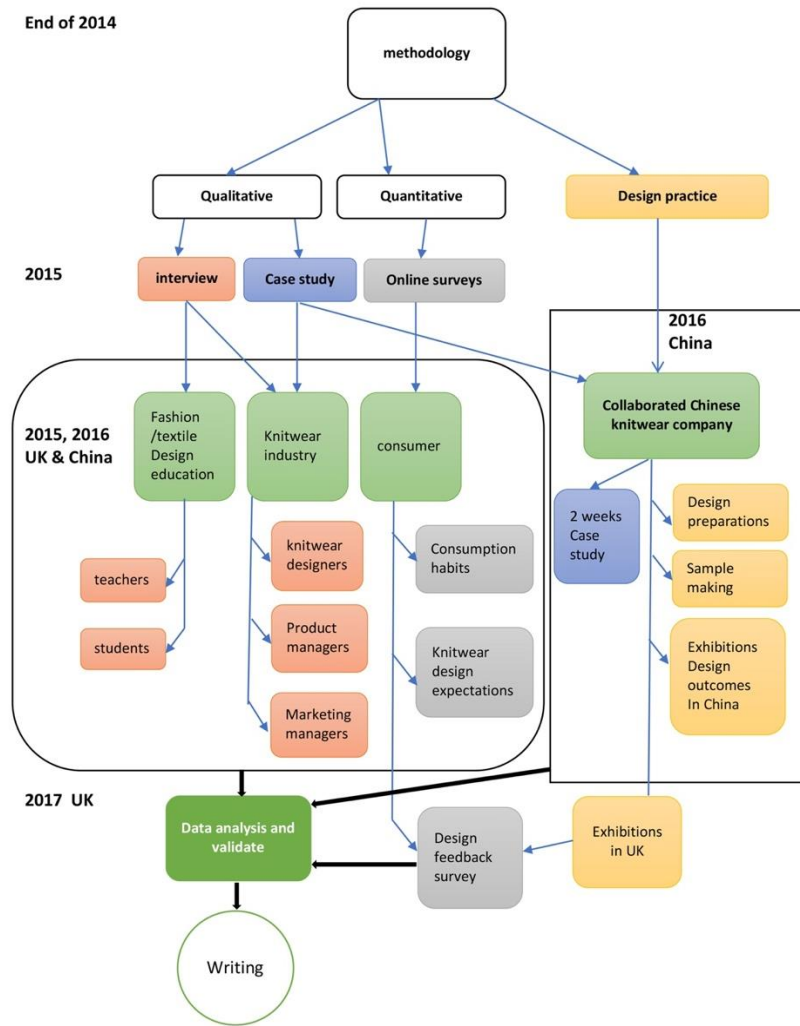 End of 2014
methodology
Qualitative
Quantitative
Design practice
2015
interview
Case study
Online surveys
2016
China
2015, 2016
UK & China
Fashion
/textile
Design
education
Knitwear
industry
consumer
Collaborated Chinese
knitwear company
teachers
students
knitwear
designers
Product
managers
Marketing
managers
Consumption
habits
Knitwear
design
expectations
2 weeks
Case
study
Design
preparations
Sample
making
Exhibitions
Design
outcomes
In China
2017 UK
Data analysis and
validate
Design
feedback
survey
Exhibitions
in UK
Writing